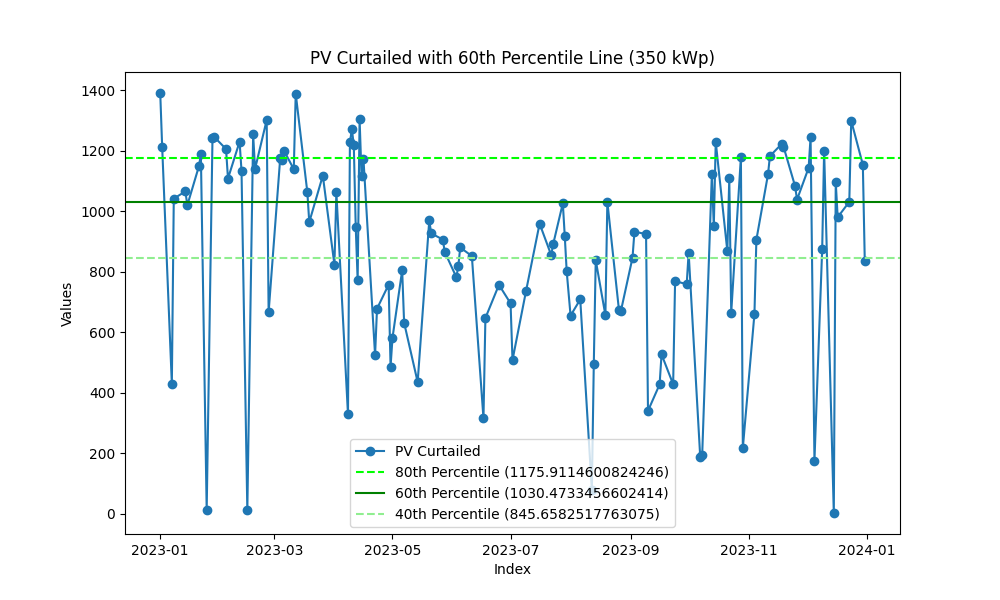 PV Curtailed with 60th Percentile Line (350 kWp)
Values
1400
1200
1000
800
600
400
200
0
PV Curtailed
80th Percentile (1175.9114600824246)
60th Percentile (1030.4733456602414)
40th Percentile (845.6582517763075)
2023-01 2023-03 2023-05 2023-07 2023-09 2023-11 2024-01
Index